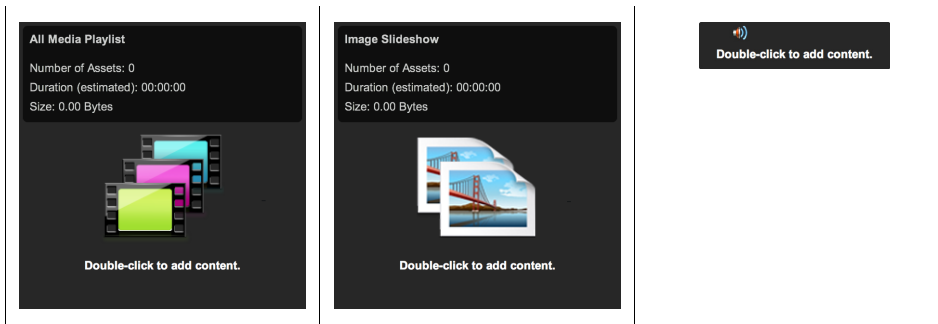 All Media Playlist
Number of Assets: 0
Duration (estimated): 00:00:00
Size: 0.00 Bytes
Double-click to add content.
Image Slideshow
Number of Assets: 0
Duration (estimated): 00:00:00
Size: 0.00 Bytes
Double-click to add content.
Double-click to add content.